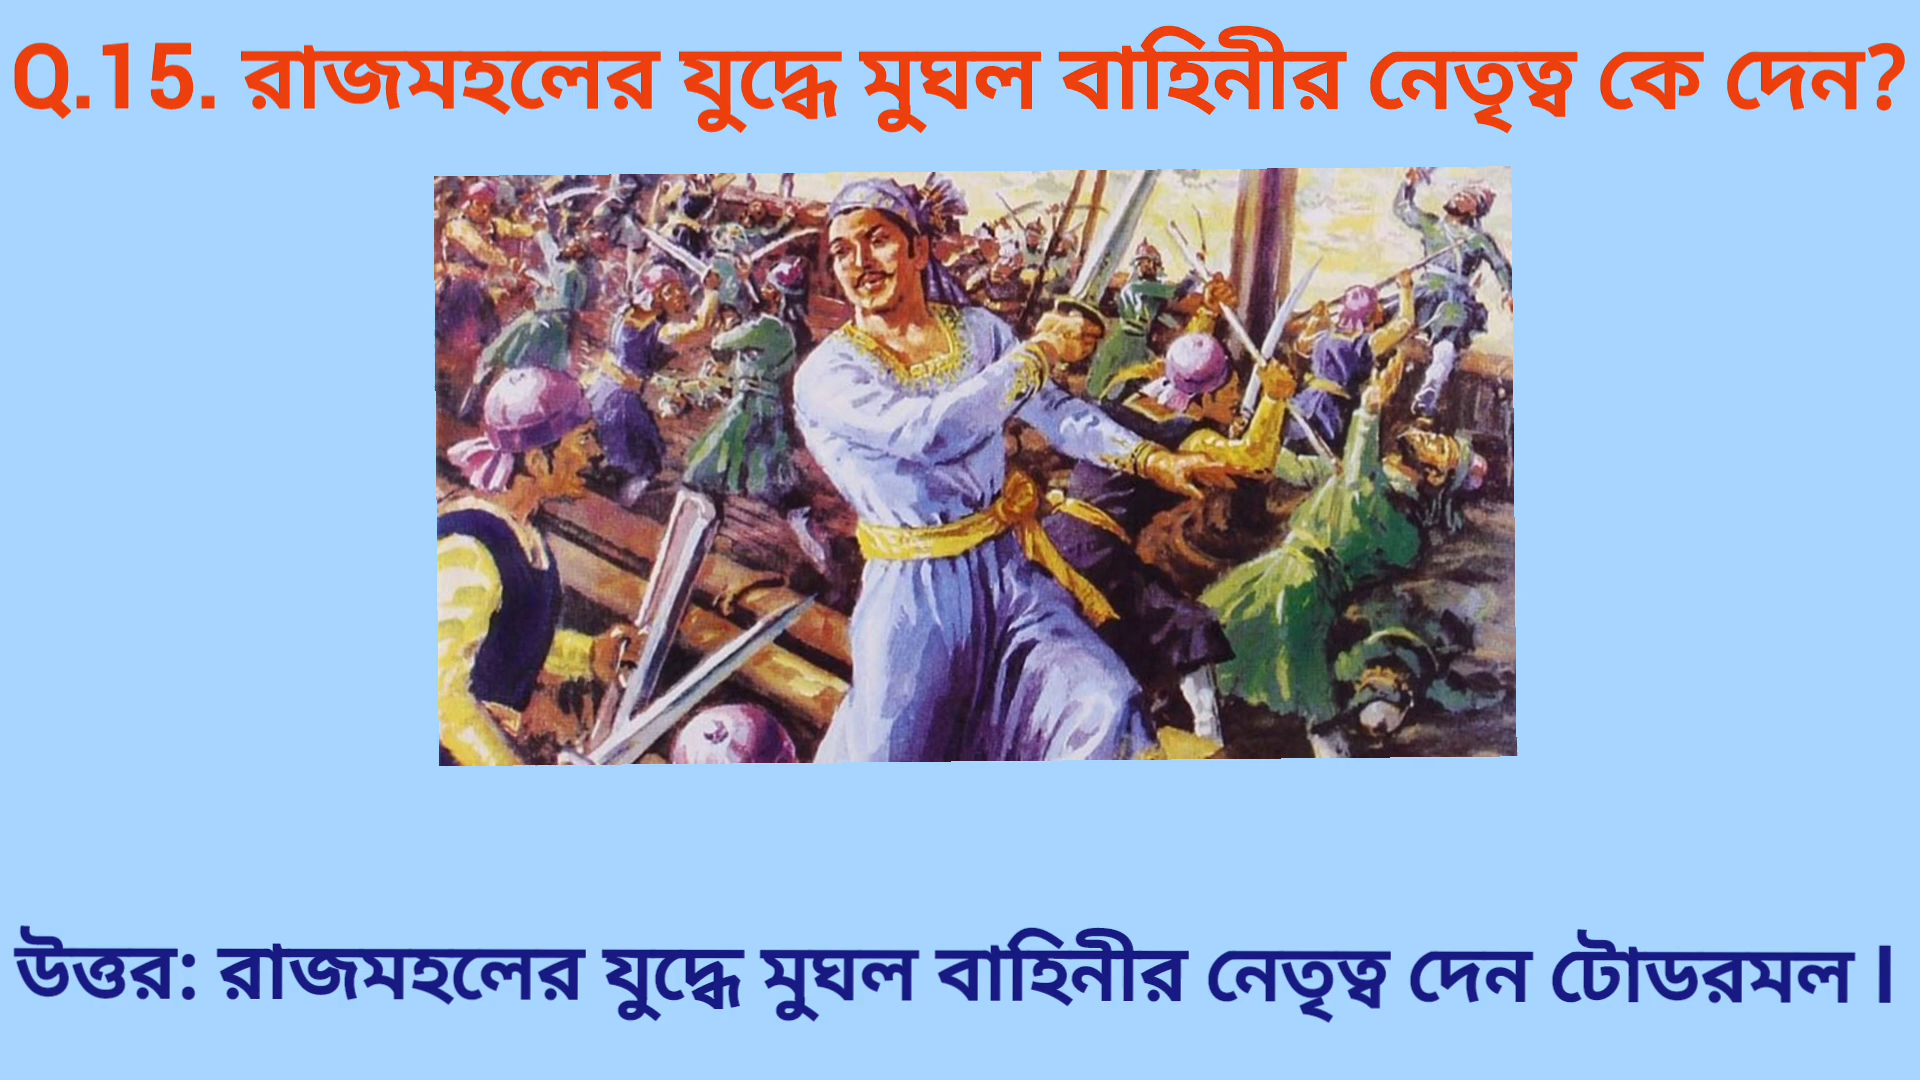 Q.15. রাজমহলের যুদ্ধে মুঘল বাহিনীর নেতৃত্ব কে দেন?
উত্তর: রাজমহলের যুদ্ধে মুঘল বাহিনীর নেতৃত্ব দেন টোডরমল ।